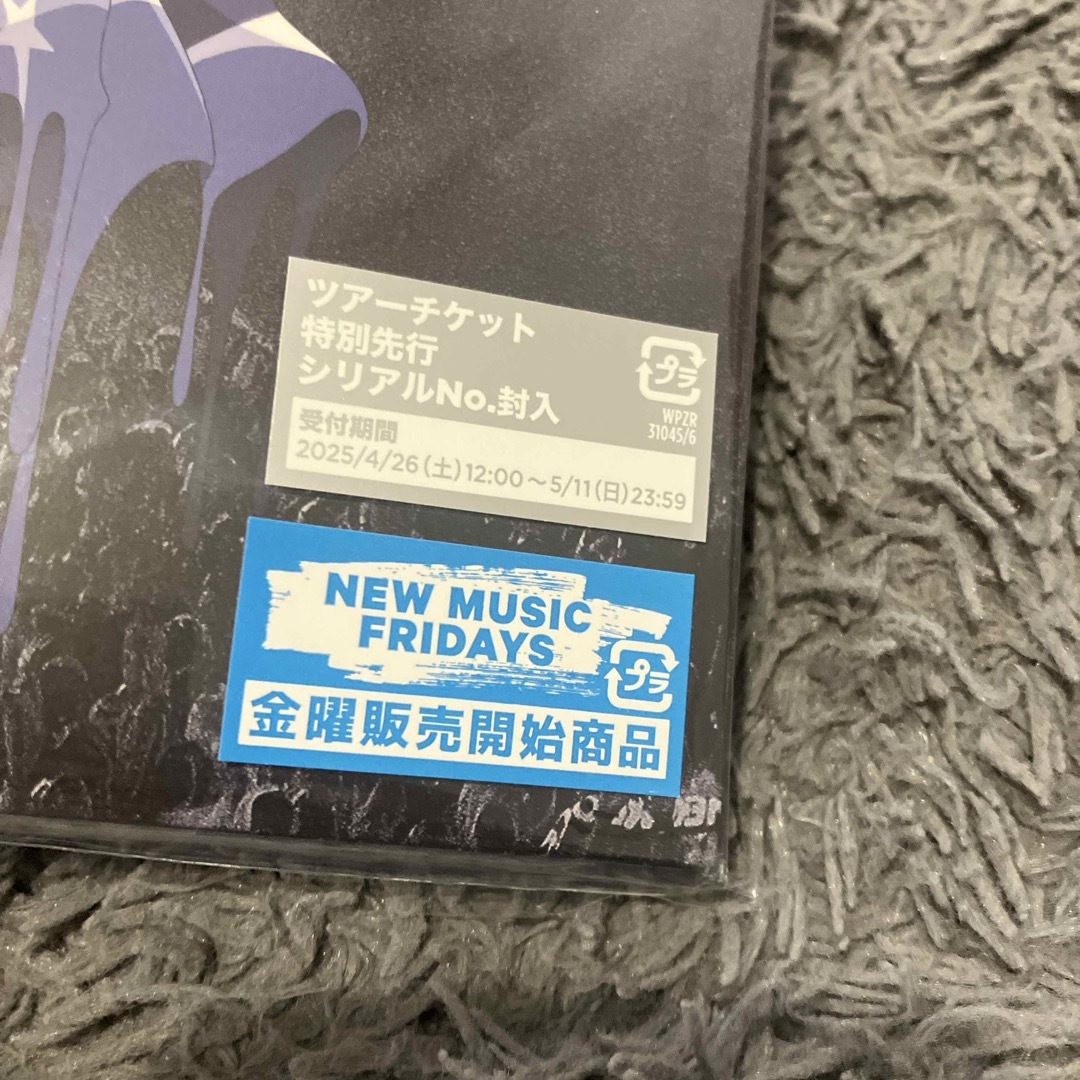 ツアーチケット
特別先行
シリアルNo.封入
プラ
WPZR
31045/6
受付期間
2025/4/26(土)12:00～5/11(日)23:59
NEW MUSIC
FRIDAYS
プラ
金曜販売開始商品